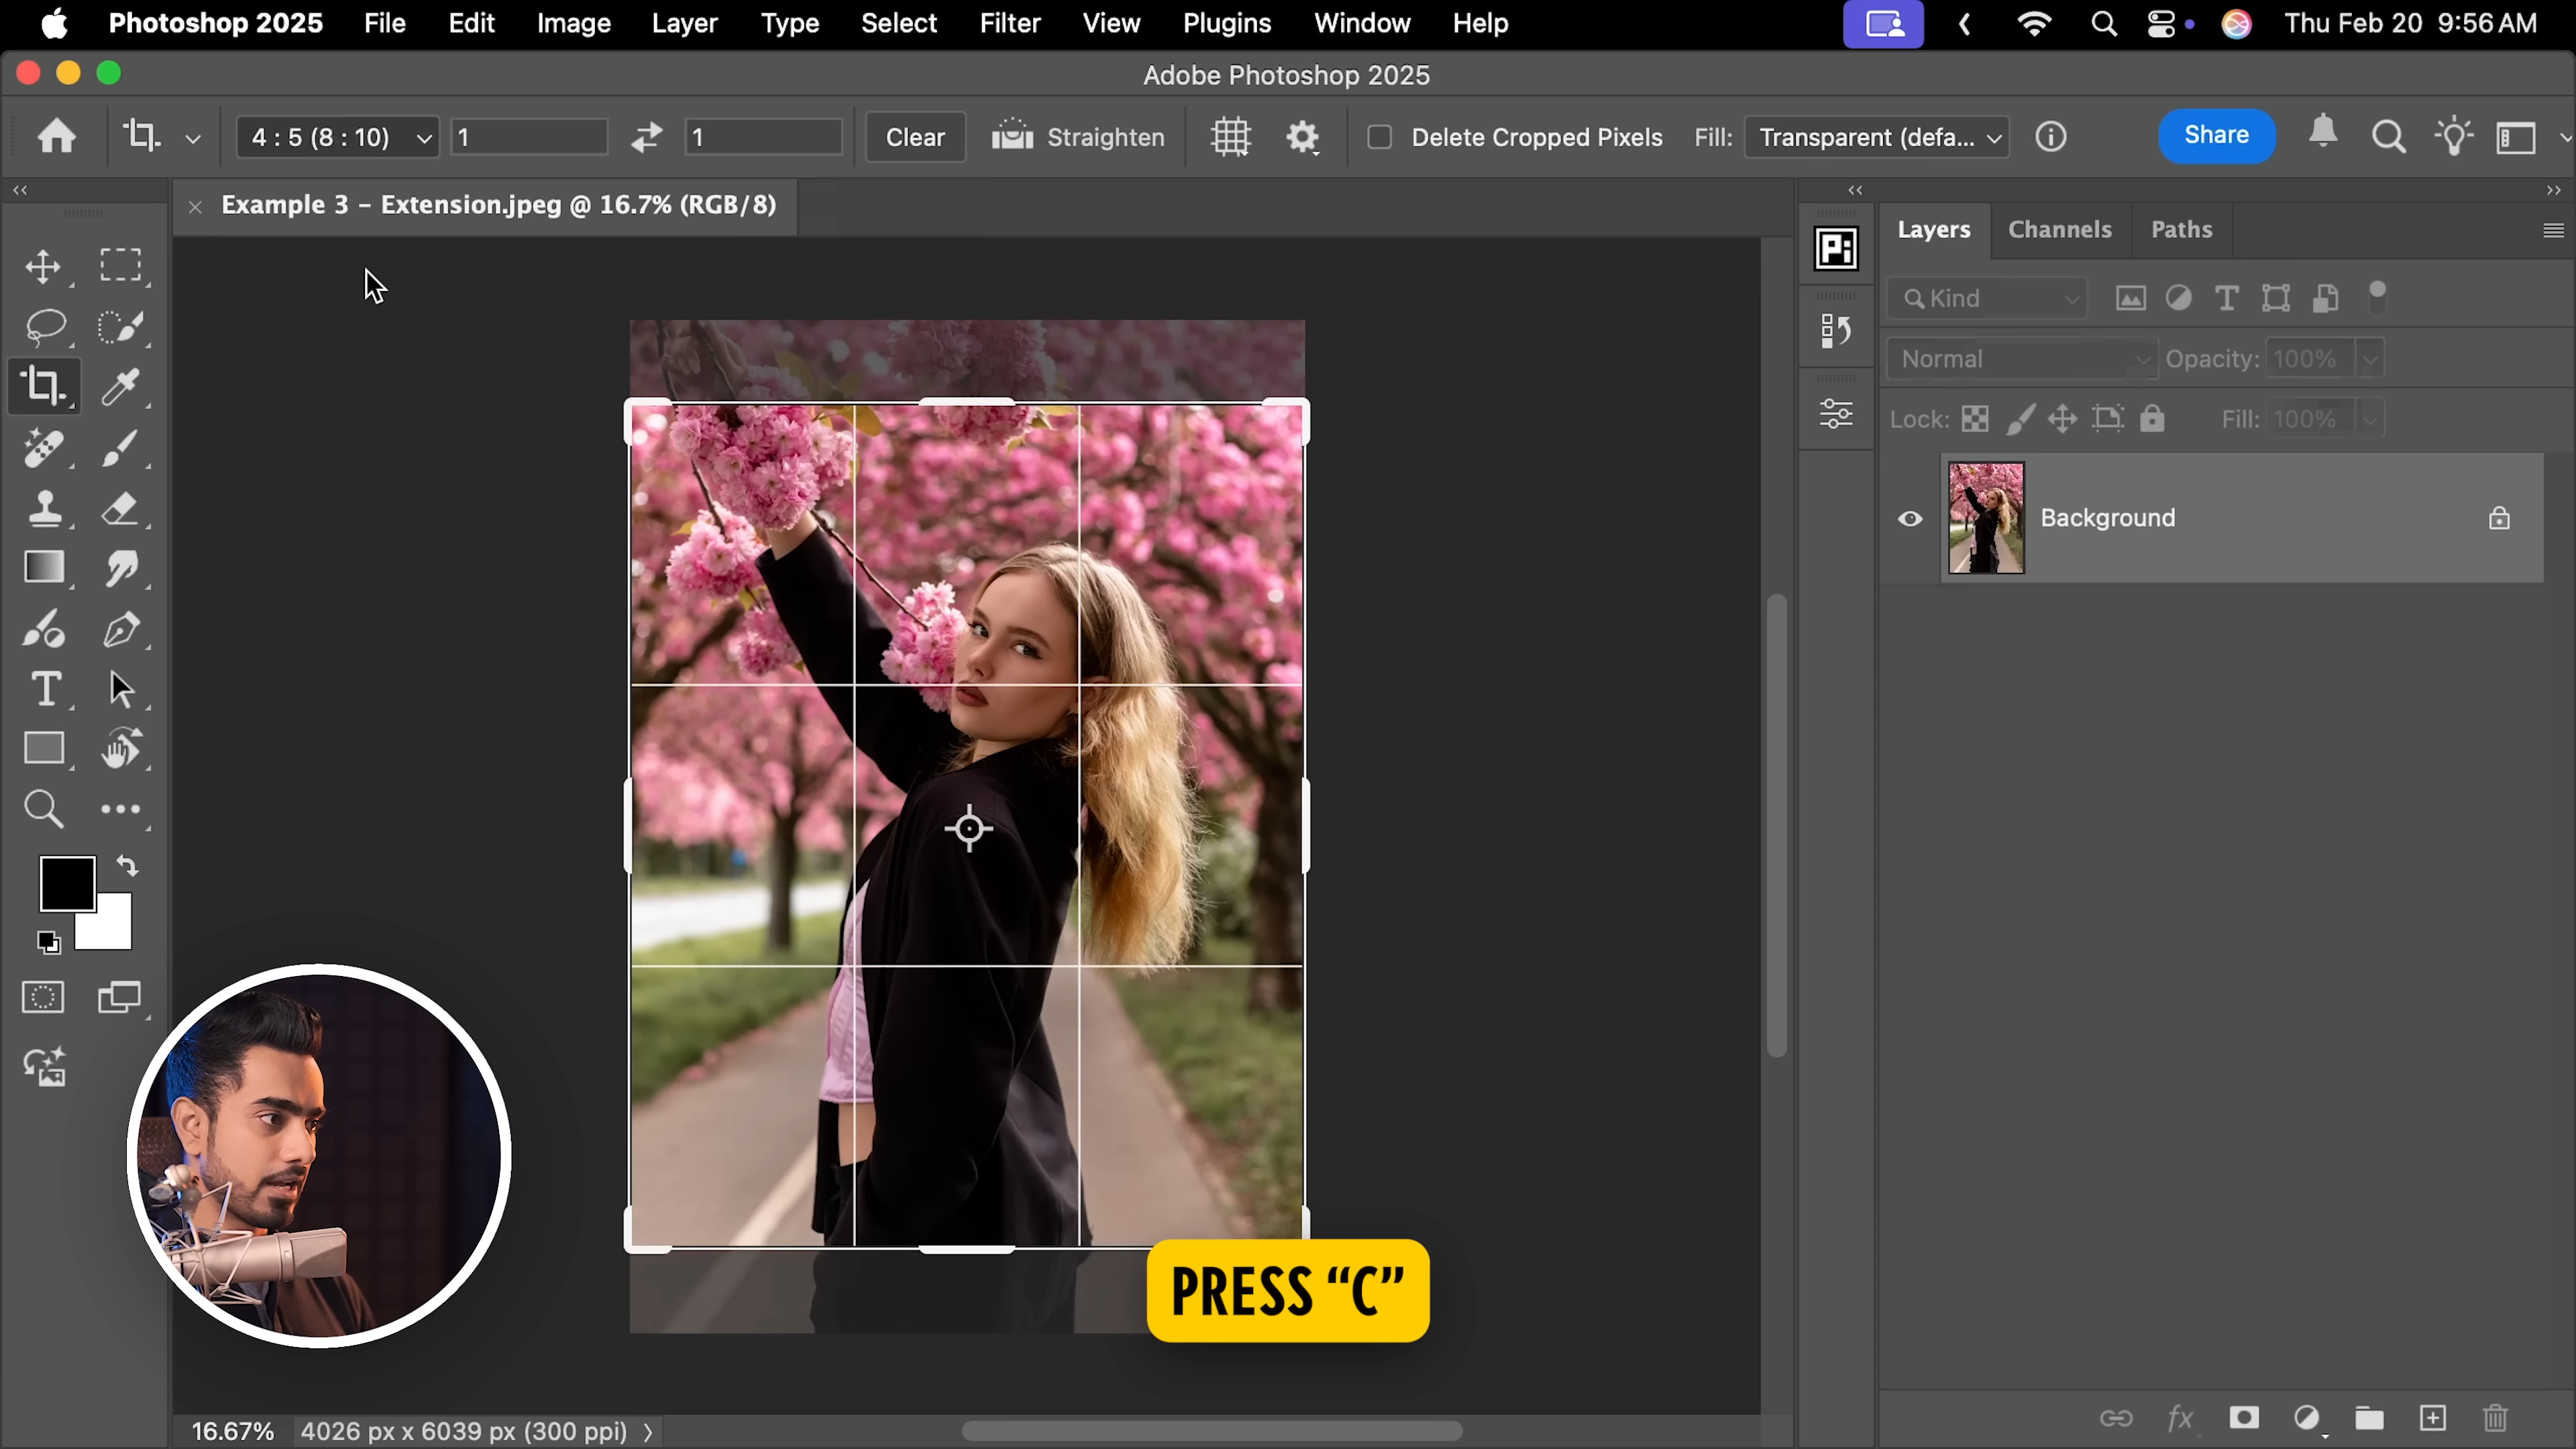 Photoshop 2025 File Edit Image Layer Type Select Filter View Plugins Window Help Thu Feb 20 9:56 AM
Adobe Photoshop 2025
4 : 5 (8 : 10) 1 1 Clear Straighten Delete Cropped Pixels Fill: Transparent (defa... Share
Example 3 – Extension.jpeg @ 16.7% (RGB/8)
Pi
Layers Channels Paths
Kind
Normal Opacity: 100%
Lock: Fill: 100%
Background
PRESS “C”
16.67% 4026 px x 6039 px (300 ppi)
fx